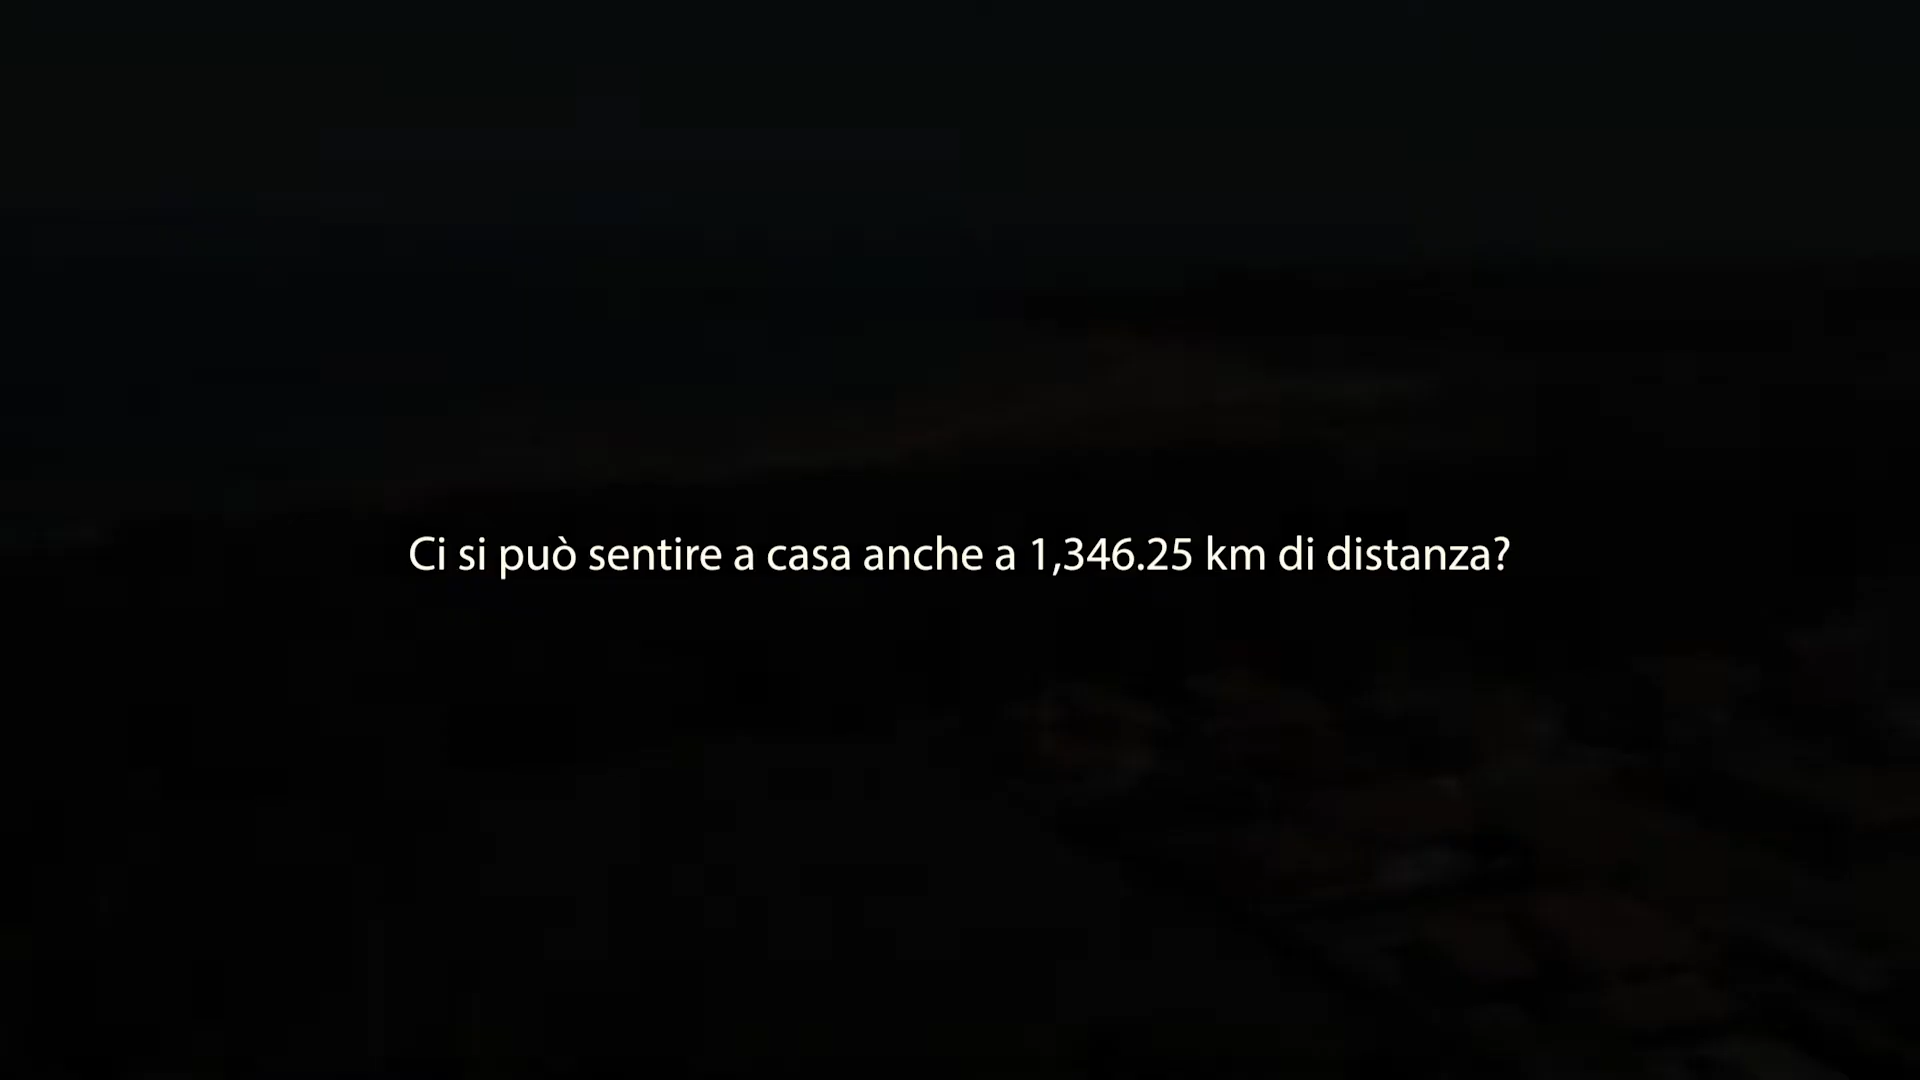 Ci si può sentire a casa anche a 1,346.25 km di distanza?